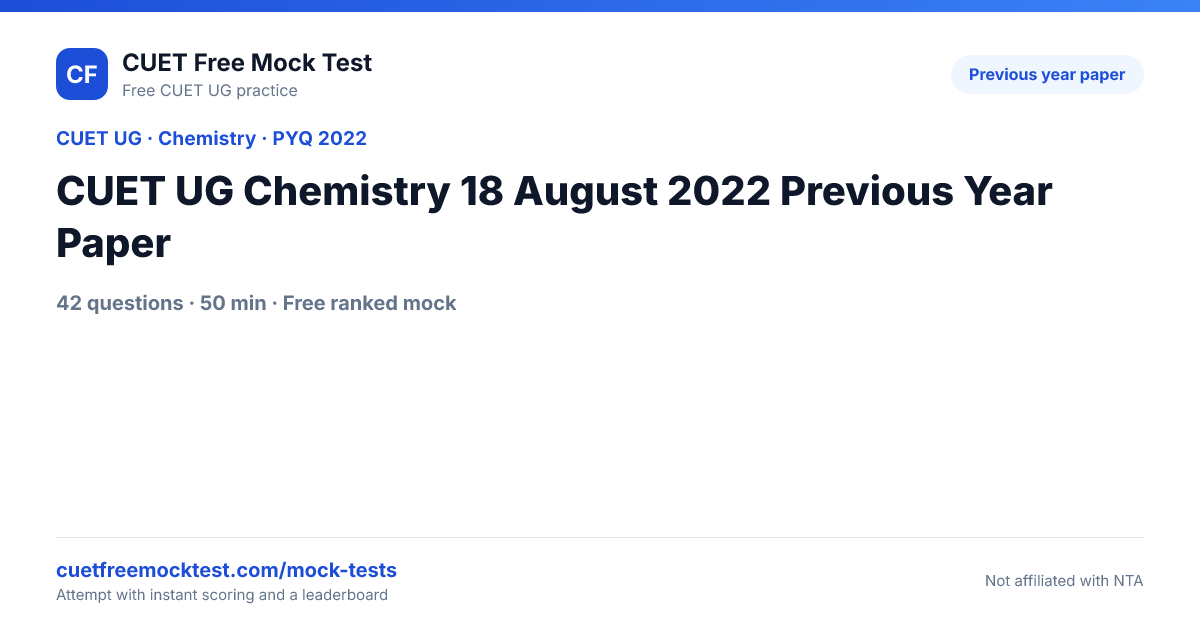 CF
CUET Free Mock Test
Free CUET UG practice
Previous year paper
CUET UG · Chemistry · PYQ 2022
CUET UG Chemistry 18 August 2022 Previous Year
Paper
42 questions · 50 min · Free ranked mock
cuetfreemocktest.com/mock-tests
Attempt with instant scoring and a leaderboard
Not affiliated with NTA